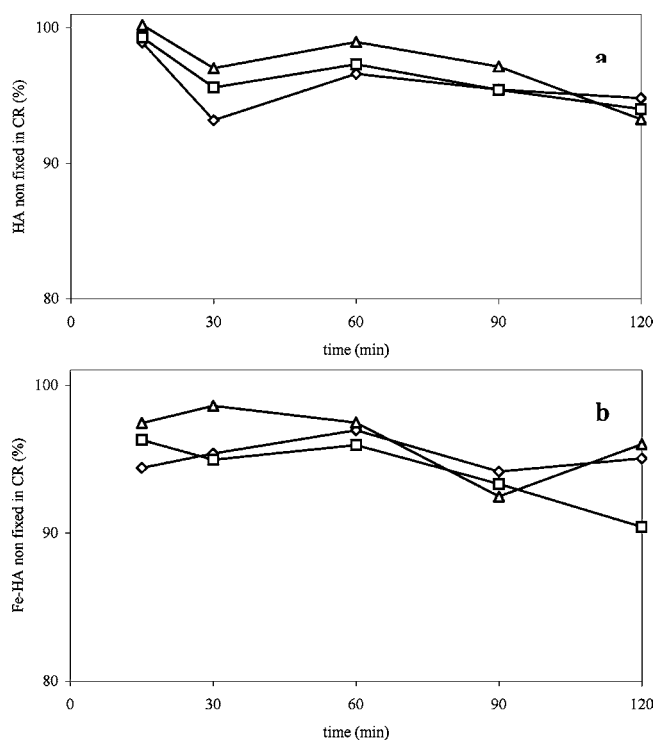 100
a
90
80
HA non fixed in CR (%)
0 30 60 90 120
time (min)
100
b
90
80
Fe-HA non fixed in CR (%)
0 30 60 90 120
time (min)